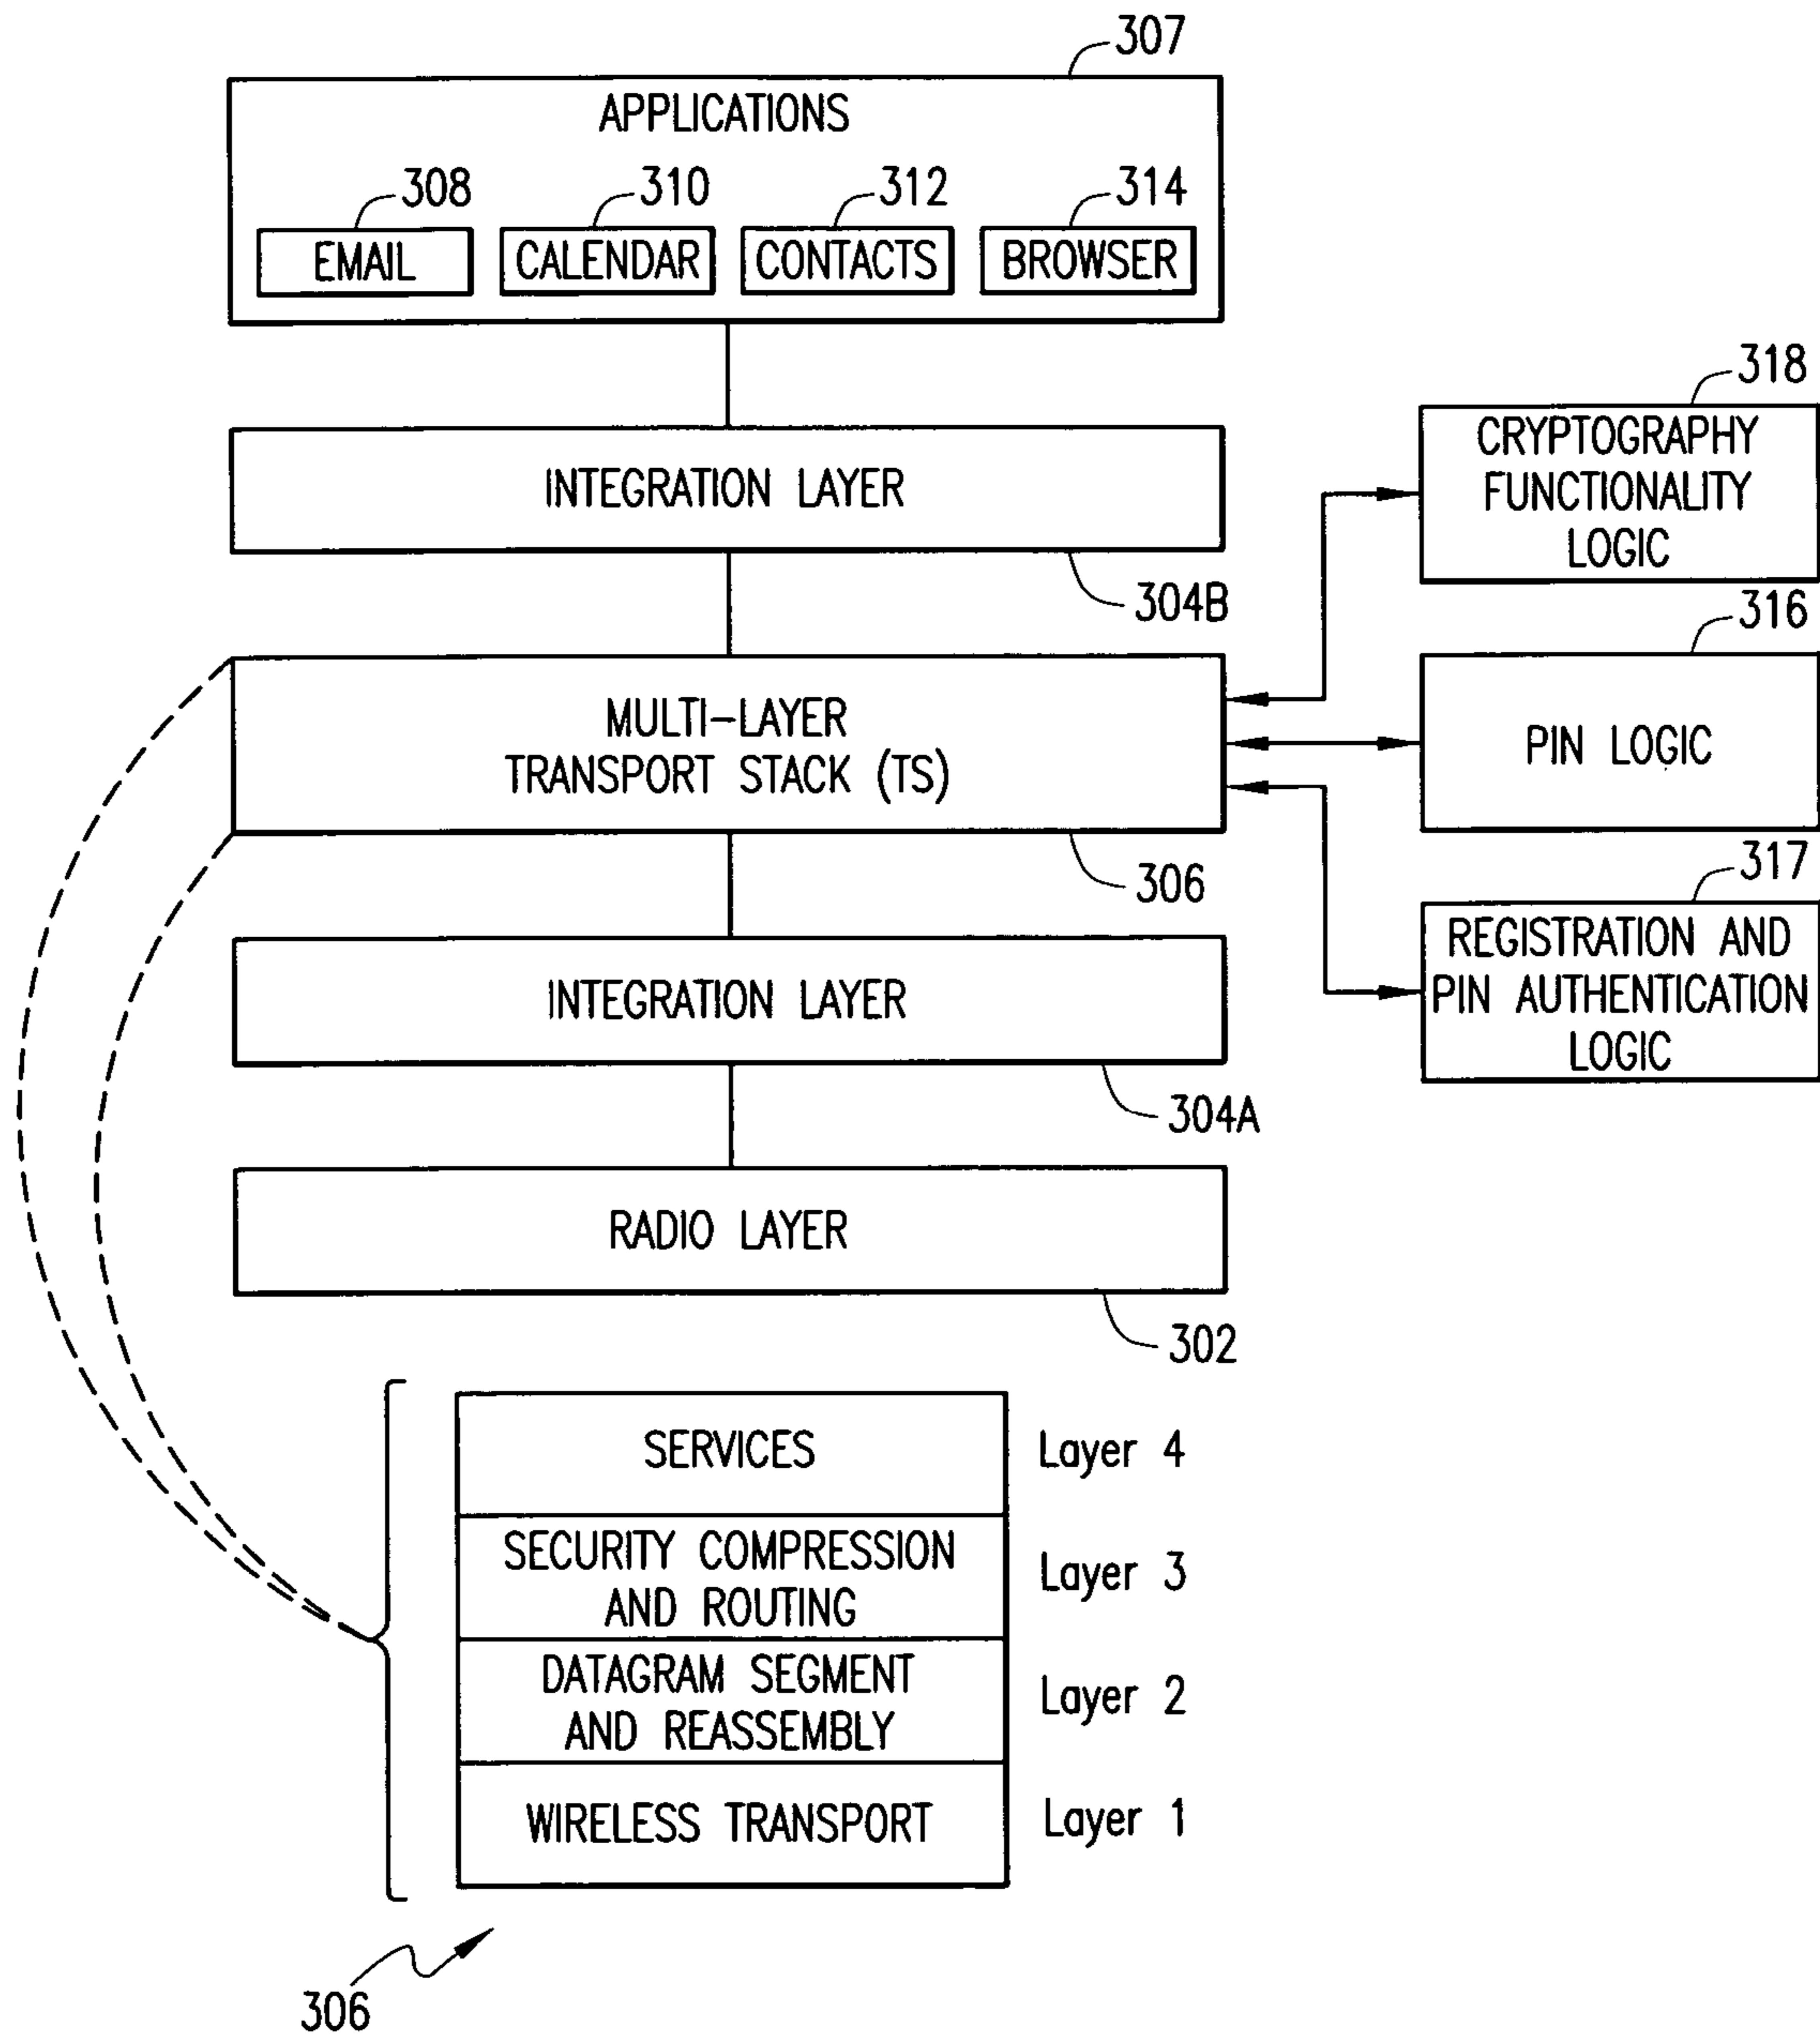 307
APPLICATIONS
308 310 312 314
EMAIL CALENDAR CONTACTS BROWSER
318
CRYPTOGRAPHY
FUNCTIONALITY
LOGIC
INTEGRATION LAYER
304B
316
MULTI-LAYER
TRANSPORT STACK (TS)
PIN LOGIC
306
317
REGISTRATION AND
PIN AUTHENTICATION
LOGIC
INTEGRATION LAYER
304A
RADIO LAYER
302
SERVICES Layer 4
SECURITY COMPRESSION
AND ROUTING
Layer 3
DATAGRAM SEGMENT
AND REASSEMBLY
Layer 2
WIRELESS TRANSPORT Layer 1
306